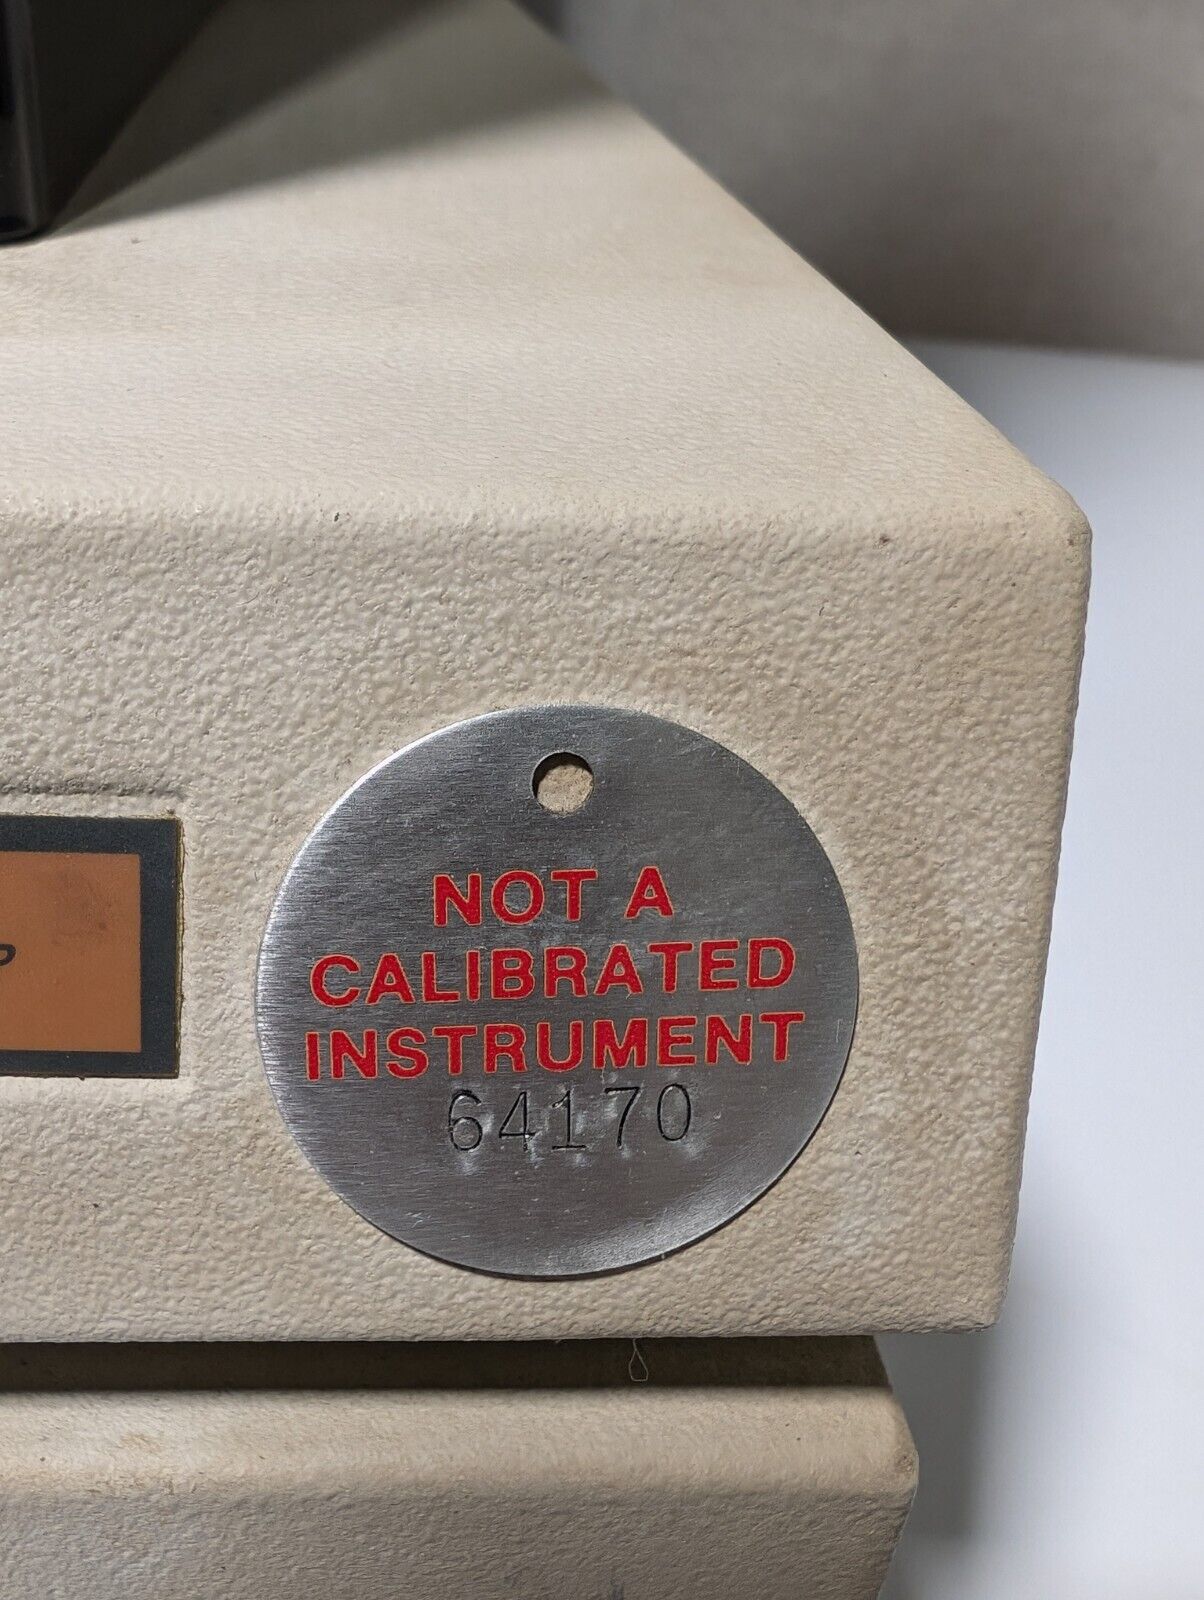 NOT A
CALIBRATED
INSTRUMENT
64170